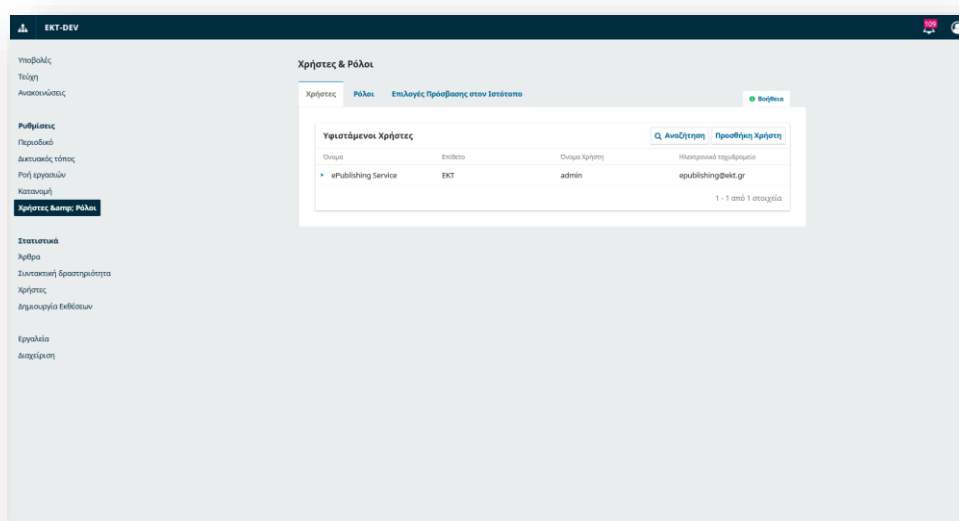 EKT-DEV
109
Υποβολές
Τεύχη
Ανακοινώσεις
Ρυθμίσεις
Περιοδικό
Δικτυακός τόπος
Ροή εργασιών
Κατανομή
Χρήστες &amp; Ρόλοι
Στατιστικά
Άρθρα
Συντακτική δραστηριότητα
Χρήστες
Δημιουργία Εκθέσεων
Εργαλεία
Διαχείριση
Χρήστες & Ρόλοι
Χρήστες Ρόλοι Επιλογές Πρόσβασης στον Ιστότοπο
Βοήθεια
Υφιστάμενοι Χρήστες Αναζήτηση Προσθήκη Χρήστη
Όνομα Επίθετο Όνομα Χρήστη Ηλεκτρονικό ταχυδρομείο
ePublishing Service EKT admin epublishing@ekt.gr
1 - 1 από 1 στοιχεία